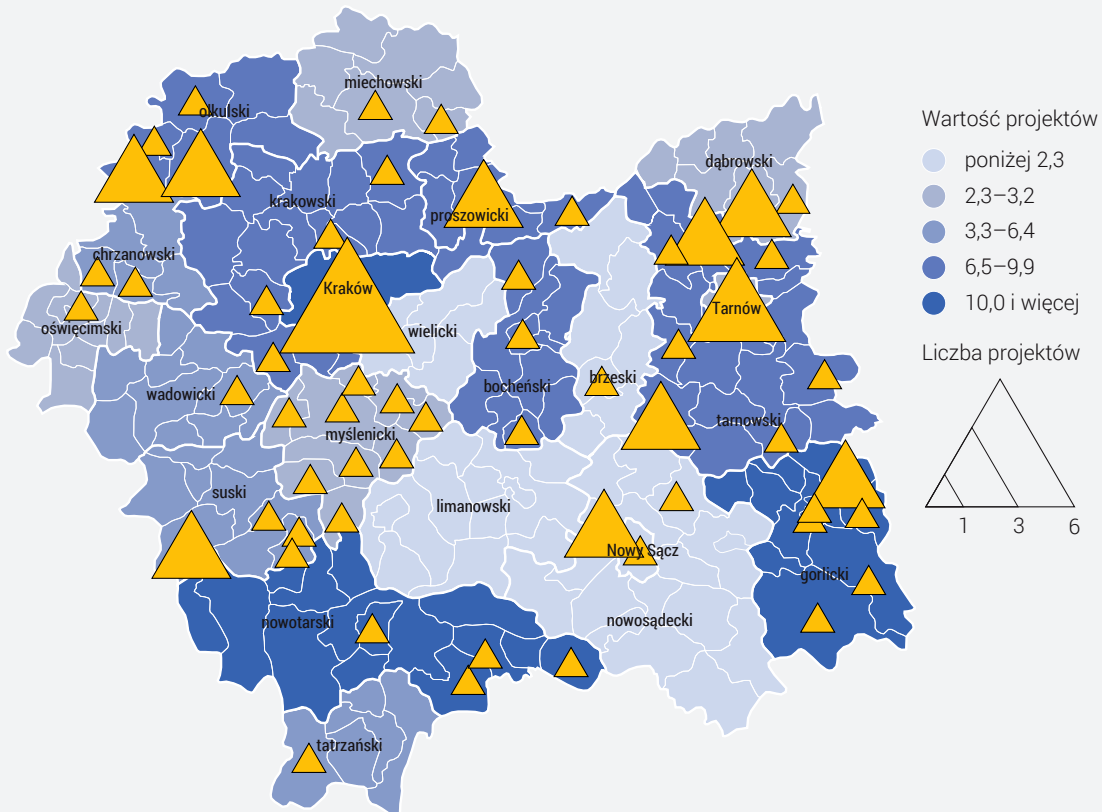 miechowski
olkulski
dąbrowski
krakowski
proszowicki
chrzanowski
Kraków
Tarnów
oświęcimski
wielicki
wadowicki
bocheński
brzeski
myślenicki
tarnowski
suski
limanowski
Nowy Sącz
gorlicki
nowotarski
nowosądecki
tatrzański
Wartość projektów
poniżej 2,3
2,3–3,2
3,3–6,4
6,5–9,9
10,0 i więcej
Liczba projektów
1 3 6